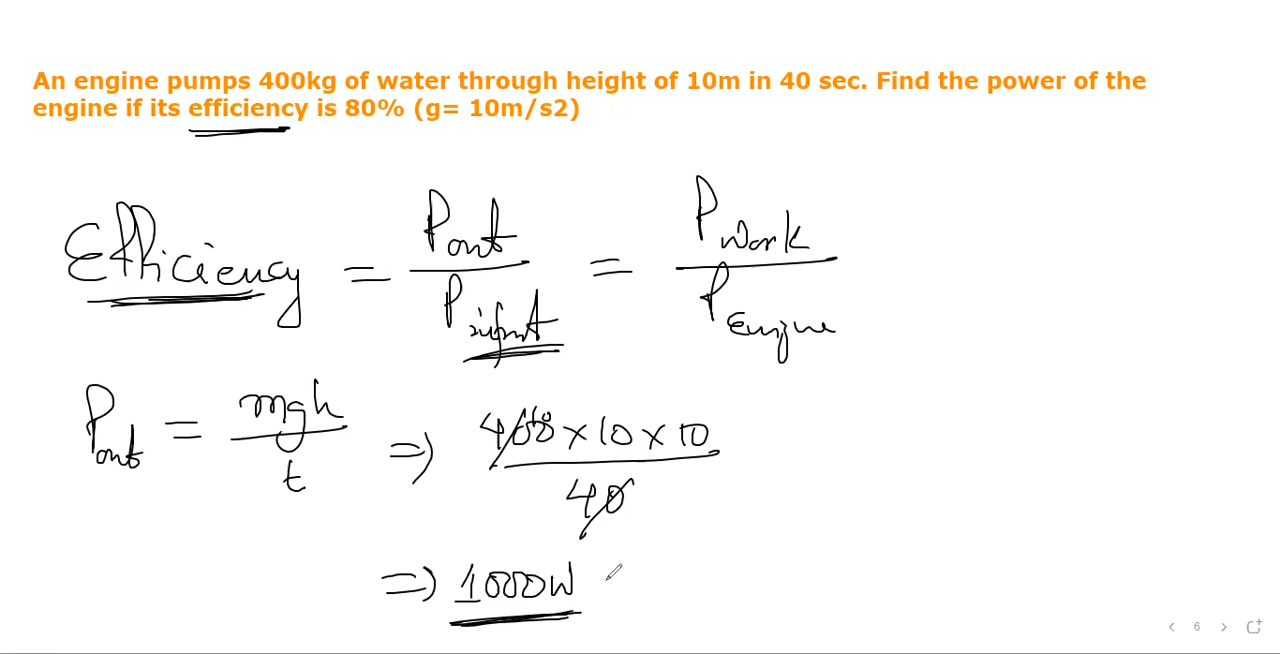 An engine pumps 400kg of water through height of 10m in 40 sec. Find the power of the
engine if its efficiency is 80% (g= 10m/s2)
Efficiency = Pout / Pinput = Pwork / PEngine
Pout = mgh / t => 400 10 × 10 × 10 / 40
=> 1000W
6